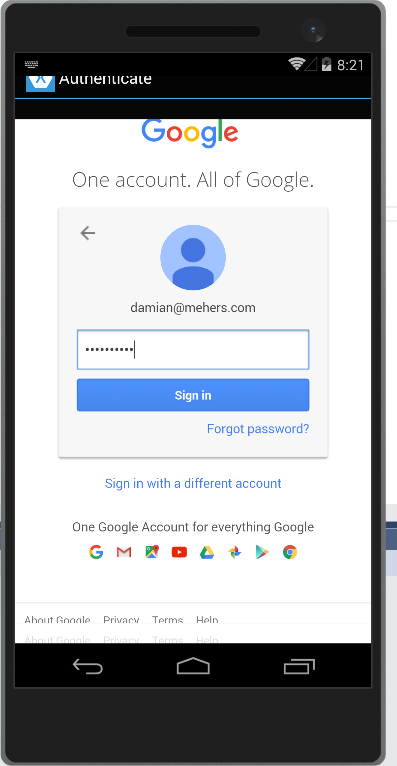 8:21
Authenticate
Google
One account. All of Google.
damian@mehers.com
••••••••••
Sign in
Forgot password?
Sign in with a different account
One Google Account for everything Google
About Google Privacy Terms Help
About Google Privacy Terms Help